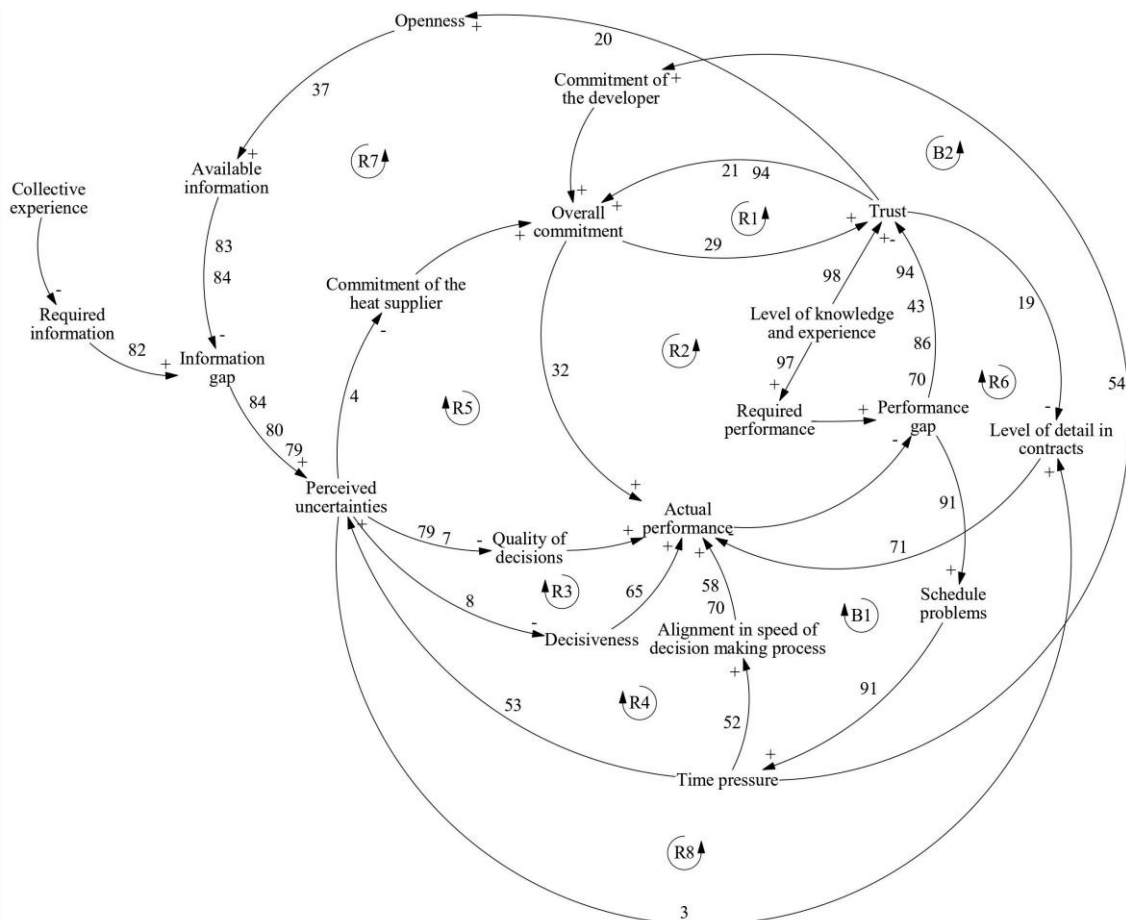 Openness
+
20
Commitment of
the developer
+
37
R7
B2
+
Available
information
Collective
experience
21 94
+
+
Overall
commitment
+
R1
+
Trust
+-
29
+
83
84
Commitment of the
heat supplier
-
98
94
43
86
70
19
-
Required
information
82
+
-
Information
gap
Level of knowledge
and experience
97
+
R2
32
R6
54
4
R5
Required
performance
+
Performance
gap
-
-
Level of detail in
contracts
+
84
80
79
+
Perceived
uncertainties
+
+
Actual
performance
-
91
79
7
-
Quality of
decisions
+
+
+
71
R3
65
58
70
B1
+
Schedule
problems
8
-
Decisiveness
Alignment in speed of
decision making process
+
53
R4
52
91
+
Time pressure
R8
3